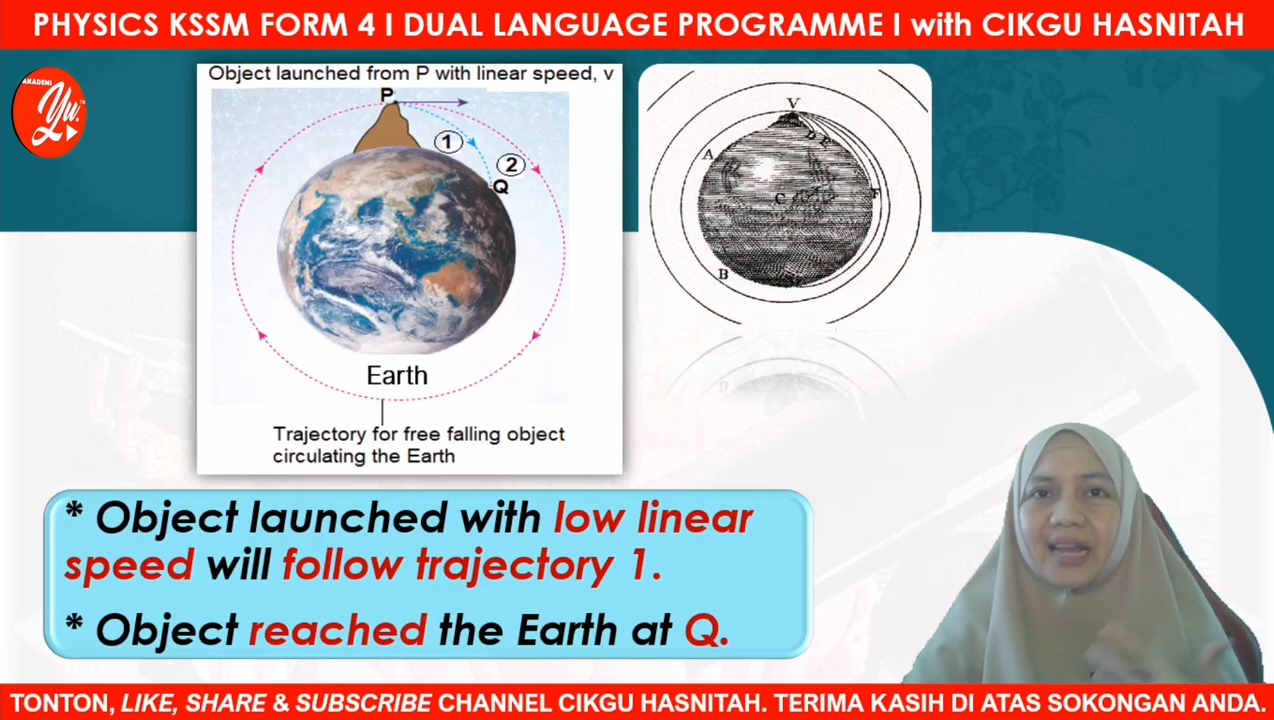 PHYSICS KSSM FORM 4 I DUAL LANGUAGE PROGRAMME I with CIKGU HASNITAH
AKADEMI
Yu.
Object launched from P with linear speed, v
P
1
2
Q
Earth
Trajectory for free falling object
circulating the Earth
V
D
E
A
F
C
B
B
* Object launched with low linear
speed will follow trajectory 1.
* Object reached the Earth at Q.
TONTON, LIKE, SHARE & SUBSCRIBE CHANNEL CIKGU HASNITAH. TERIMA KASIH DI ATAS SOKONGAN ANDA.